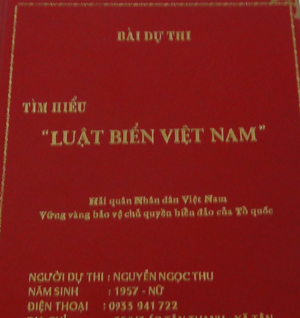 BÀI DỰ THI
TÌM HIỂU
"LUẬT BIỂN VIỆT NAM"
Hải quân Nhân dân Việt Nam
Vững vàng bảo vệ chủ quyền biển đảo của Tổ quốc
NGƯỜI DỰ THI : NGUYỄN NGỌC THU
NĂM SINH : 1957 - NỮ
ĐIỆN THOẠI : 0933 941 722